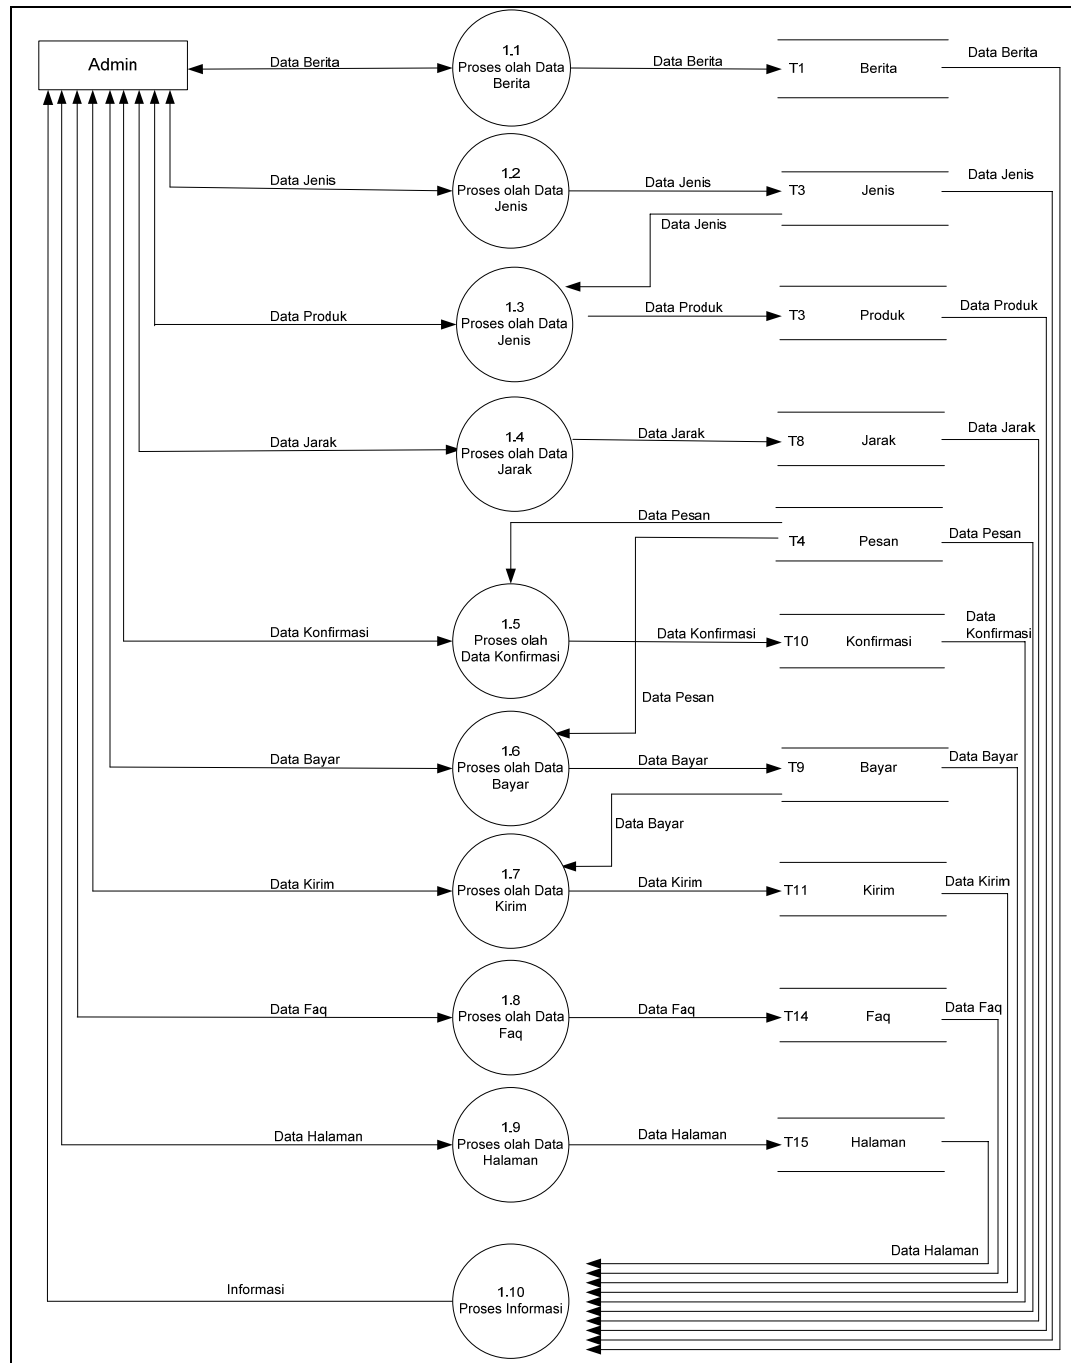 Admin
Data Berita
1.1
Proses olah Data
Berita
Data Berita
T1 Berita
Data Berita
Data Jenis
1.2
Proses olah Data
Jenis
Data Jenis
T3 Jenis
Data Jenis
Data Jenis
Data Produk
1.3
Proses olah Data
Jenis
Data Produk
T3 Produk
Data Produk
Data Jarak
1.4
Proses olah Data
Jarak
Data Jarak
T8 Jarak
Data Jarak
Data Pesan
T4 Pesan
Data Pesan
Data Konfirmasi
1.5
Proses olah
Data Konfirmasi
Data Konfirmasi
T10 Konfirmasi
Data
Konfirmasi
Data Pesan
Data Bayar
1.6
Proses olah Data
Bayar
Data Bayar
T9 Bayar
Data Bayar
Data Bayar
Data Kirim
1.7
Proses olah Data
Kirim
Data Kirim
T11 Kirim
Data Kirim
Data Faq
1.8
Proses olah Data
Faq
Data Faq
T14 Faq
Data Faq
Data Halaman
1.9
Proses olah Data
Halaman
Data Halaman
T15 Halaman
Data Halaman
Informasi
1.10
Proses Informasi